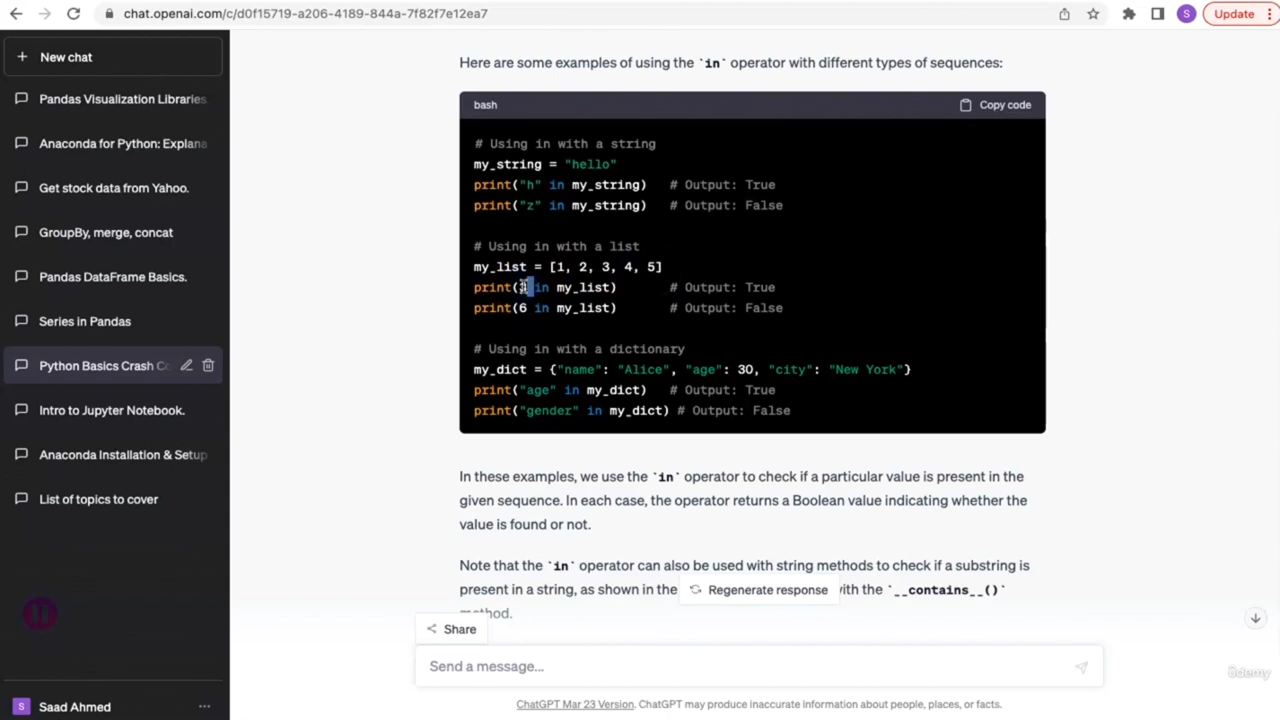 chat.openai.com/c/d0f15719-a206-4189-844a-7f82f7e12ea7
S
Update
New chat
Pandas Visualization Libraries
Anaconda for Python: Explana
Get stock data from Yahoo.
GroupBy, merge, concat
Pandas DataFrame Basics.
Series in Pandas
Python Basics Crash Co
Intro to Jupyter Notebook.
Anaconda Installation & Setup
List of topics to cover
S Saad Ahmed ...
Here are some examples of using the `in` operator with different types of sequences:
bash Copy code
# Using in with a string
my_string = "hello"
print("h" in my_string) # Output: True
print("z" in my_string) # Output: False
# Using in with a list
my_list = [1, 2, 3, 4, 5]
print( in my_list) # Output: True
print(6 in my_list) # Output: False
# Using in with a dictionary
my_dict = {"name": "Alice", "age": 30, "city": "New York"}
print("age" in my_dict) # Output: True
print("gender" in my_dict) # Output: False
In these examples, we use the `in` operator to check if a particular value is present in the
given sequence. In each case, the operator returns a Boolean value indicating whether the
value is found or not.
Note that the `in` operator can also be used with string methods to check if a substring is
present in a string, as shown in the Regenerate response with the `__contains__()`
method.
Share
Send a message...
ChatGPT Mar 23 Version. ChatGPT may produce inaccurate information about people, places, or facts.
ûdemy